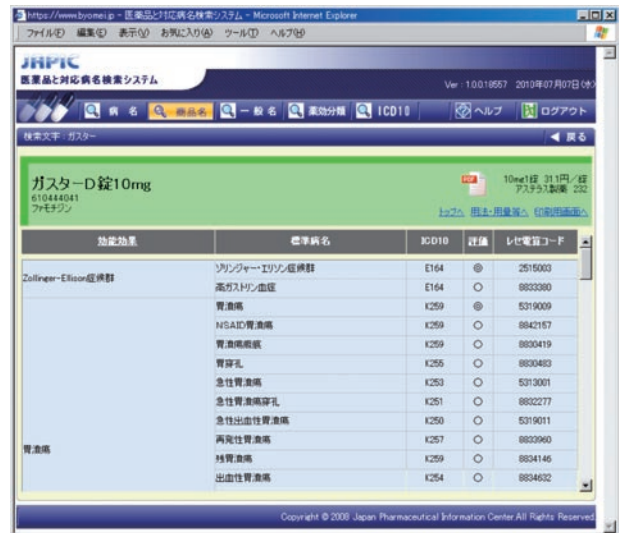 https://www.byomei.jp - 医薬品と対応病名検索システム - Microsoft Internet Explorer
ファイル(F) 編集(E) 表示(V) お気に入り(A) ツール(T) ヘルプ(H)
JAPIC
医薬品と対応病名検索システム
Ver : 1.0.0.18557 2010年07月07日(水)
病 名 商品名 一般名 薬効分類 ICD10 ヘルプ ログアウト
検索文字:ガスター 戻る
ガスターD錠10mg
610444041
ファモチジン
10mg1錠 31.1円/錠
アステラス製薬 232
トップへ 用法・用量等へ 印刷用画面へ
効能効果 標準病名 ICD10 評価 レセ電算コード
Zollinger-Ellison症候群
ゾリンジャー・エリソン症候群 E164 ◎ 2515003
高ガストリン血症 E164 ○ 8833380
胃潰瘍 K259 ◎ 5319009
NSAID胃潰瘍 K259 ○ 8842157
胃潰瘍瘢痕 K259 ○ 8830419
胃穿孔 K255 ○ 8830483
急性胃潰瘍 K253 ○ 5313001
急性胃潰瘍穿孔 K251 ○ 8832277
急性出血性胃潰瘍 K250 ○ 5319011
再発性胃潰瘍 K257 ○ 8833960
胃潰瘍
残胃潰瘍 K259 ○ 8834146
出血性胃潰瘍 K254 ○ 8834632
Copyright © 2008 Japan Pharmaceutical Information Center.All Rights Reserved.